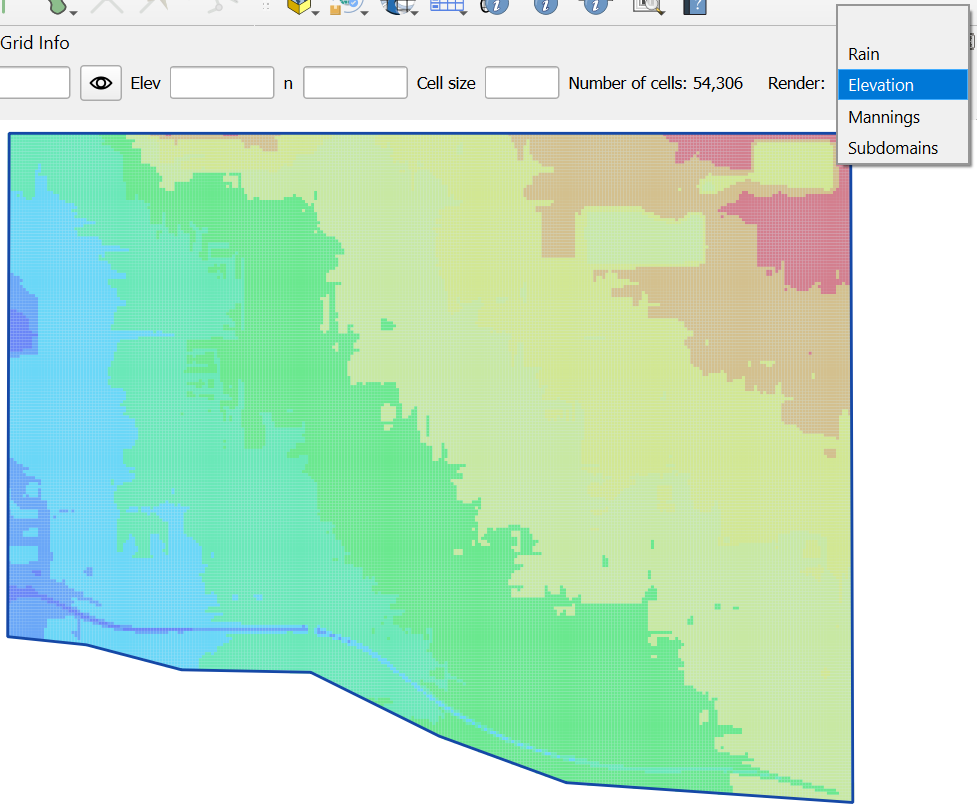 Grid Info
Elev
n
Cell size
Number of cells: 54,306
Render:
Rain
Elevation
Mannings
Subdomains